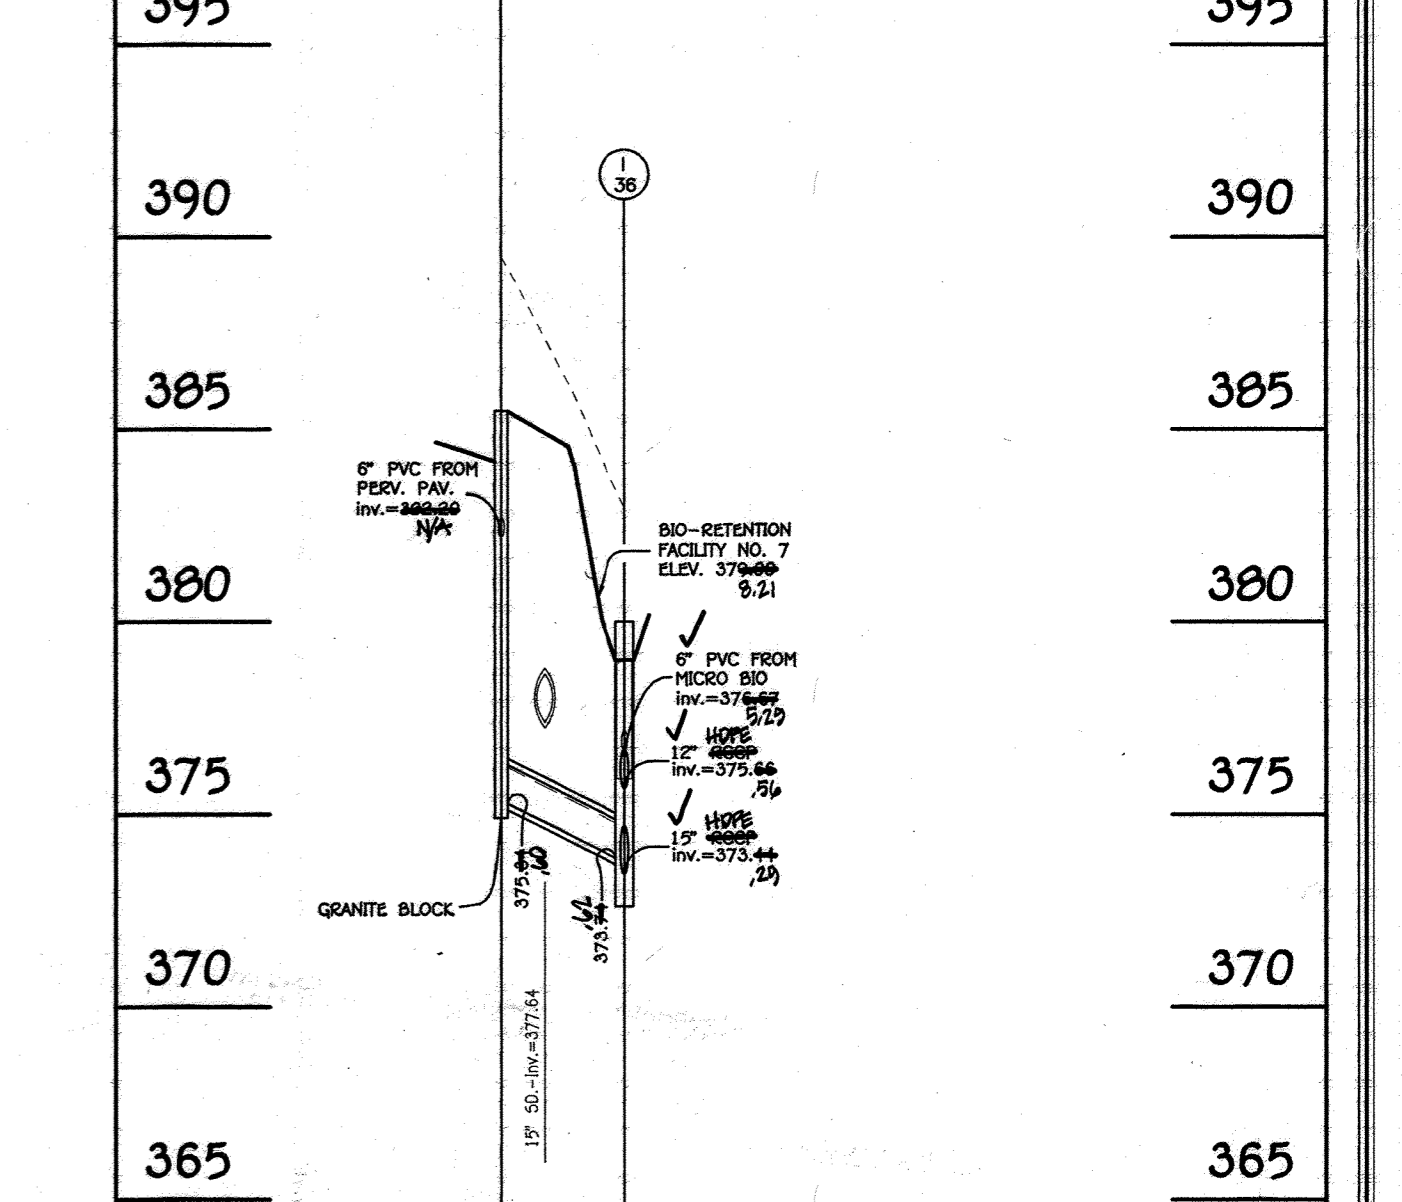 395
395
390
390
I
36
385
385
6" PVC FROM
PERV. PAV.
inv.=382.20
N/A
BIO-RETENTION
FACILITY NO. 7
ELEV. 379.00
8.21
380
380
6" PVC FROM
MICRO BIO
inv.=376.67
5.25
HDPE
12" RCCP
inv.=375.66
.56
375
375
HDPE
15" RCCP
inv.=373.44
.29
375.
.60
.62
373.
GRANITE BLOCK
370
370
15" SD.-inv.=377.64
365
365